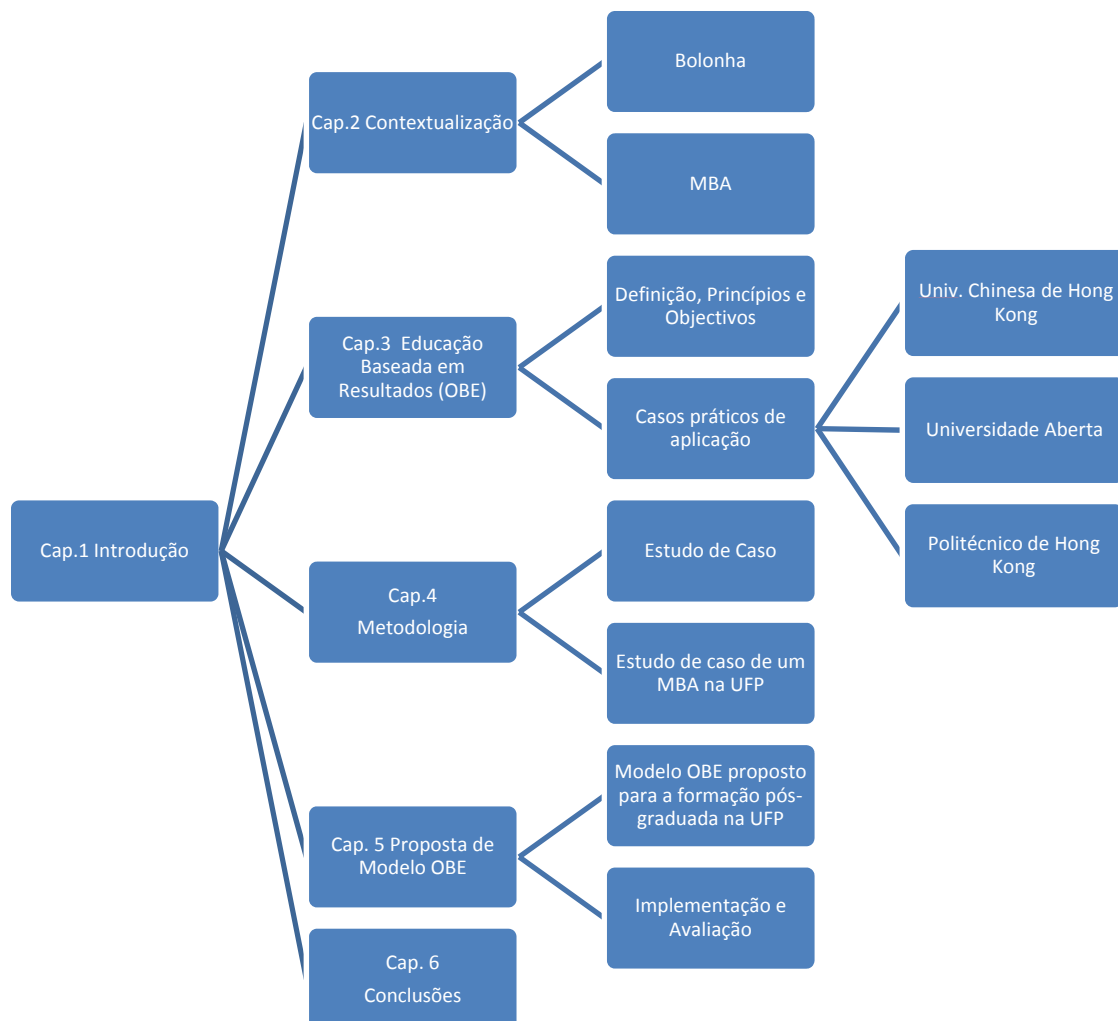 Cap.1 Introdução
Cap.2 Contextualização
Bolonha
MBA
Cap.3 Educação
Baseada em
Resultados (OBE)
Definição, Princípios e
Objectivos
Casos práticos de
aplicação
Univ. Chinesa de Hong
Kong
Universidade Aberta
Politécnico de Hong
Kong
Cap.4
Metodologia
Estudo de Caso
Estudo de caso de um
MBA na UFP
Cap. 5 Proposta de
Modelo OBE
Modelo OBE proposto
para a formação pós-
graduada na UFP
Implementação e
Avaliação
Cap. 6
Conclusões